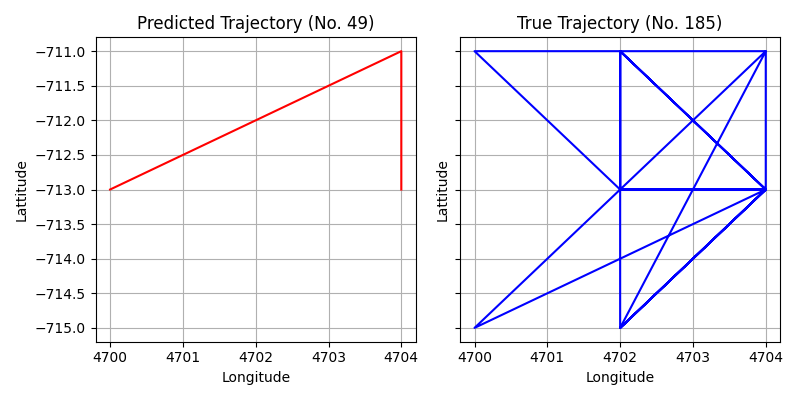 Predicted Trajectory (No. 49)
True Trajectory (No. 185)
−711.0
−711.5
−712.0
−712.5
−713.0
−713.5
−714.0
−714.5
−715.0
Lattitude
Lattitude
4700 4701 4702 4703 4704
4700 4701 4702 4703 4704
Longitude
Longitude